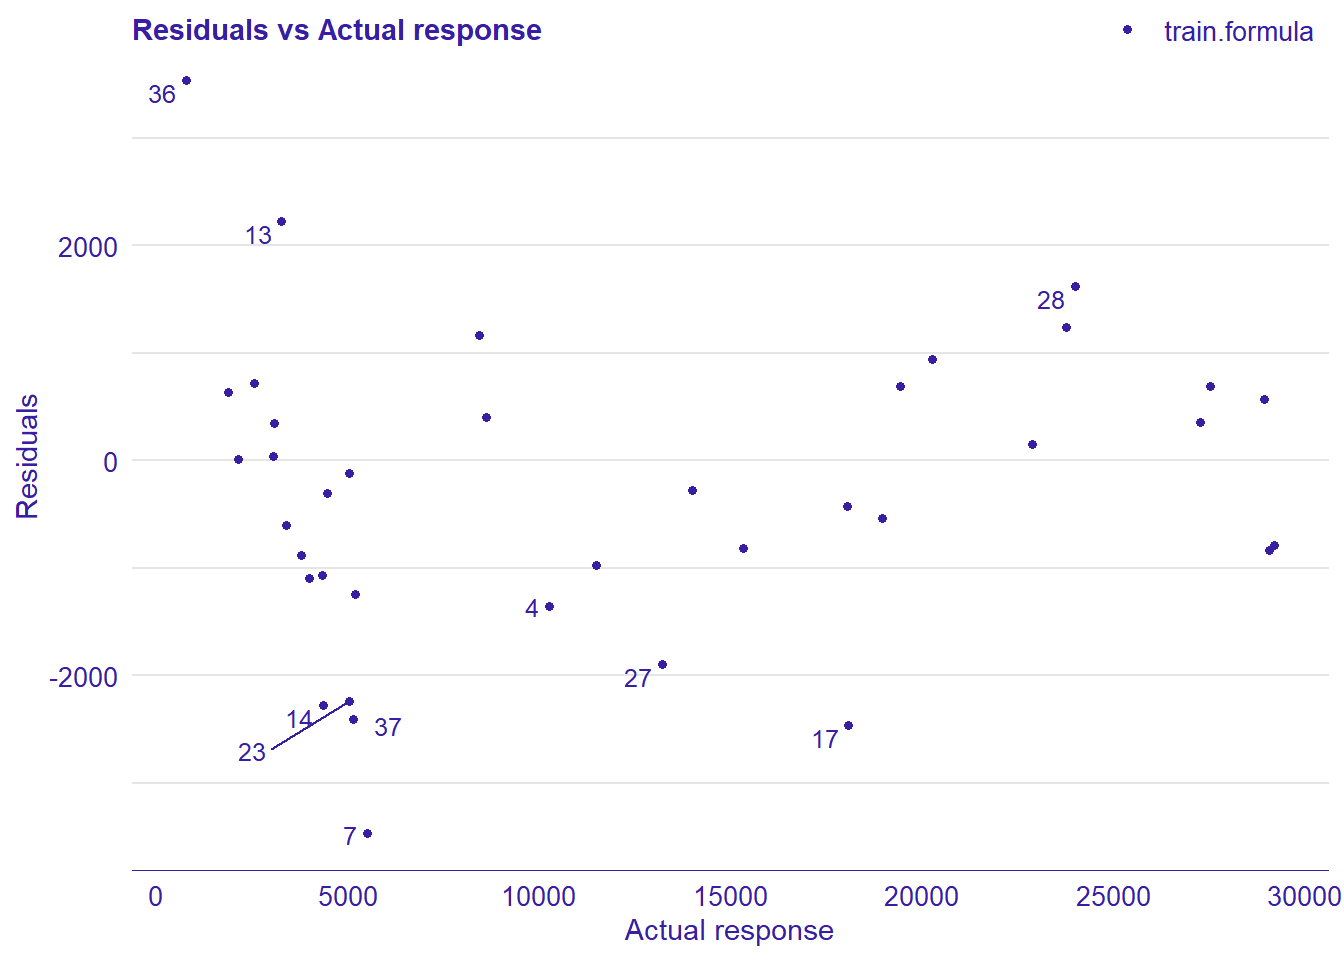 Residuals vs Actual response
train.formula
36
13
2000
28
Residuals
0
4
27
-2000
14
37
17
23
7
0 5000 10000 15000 20000 25000 30000
Actual response